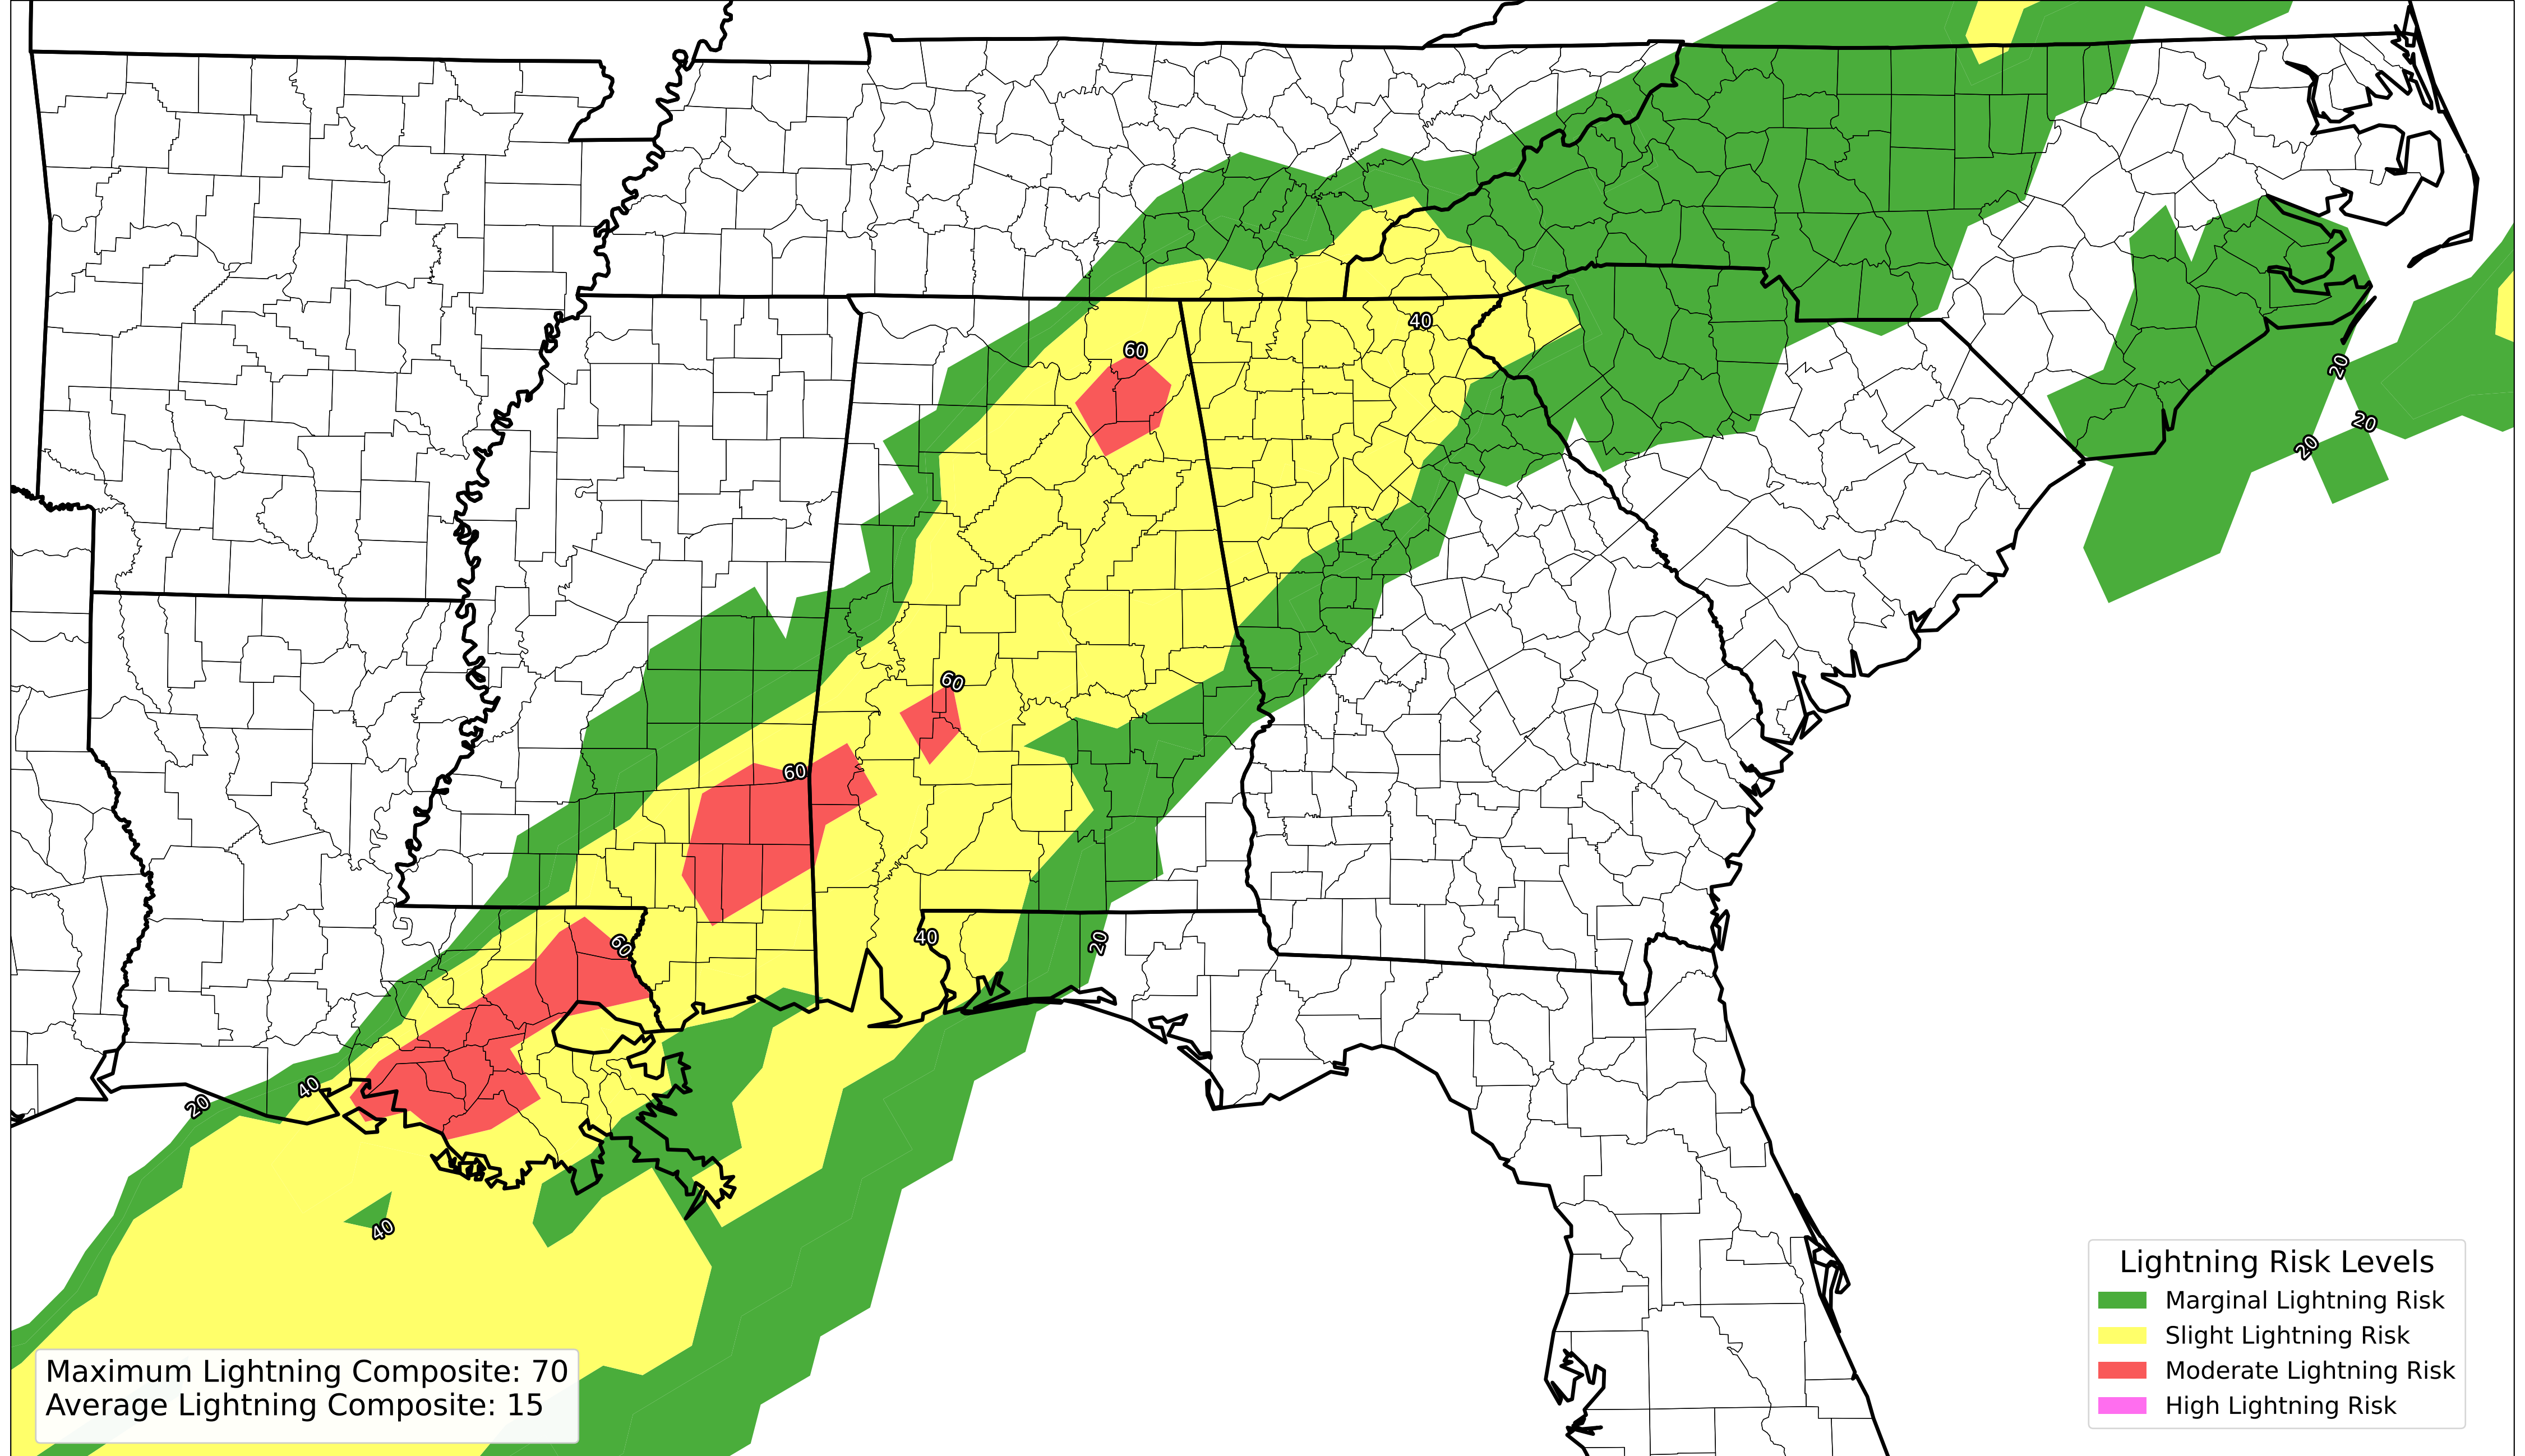 40
60
60
60
60
40
20
40
20
40
20
20
20
Lightning Risk Levels
Marginal Lightning Risk
Slight Lightning Risk
Moderate Lightning Risk
High Lightning Risk
Maximum Lightning Composite: 70
Average Lightning Composite: 15